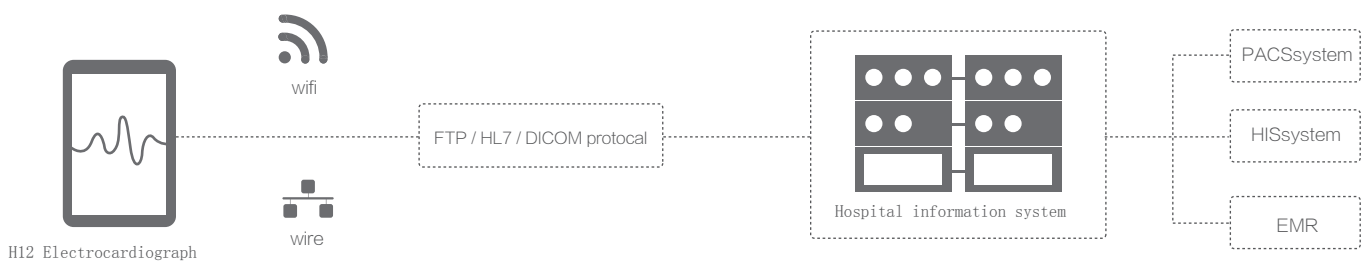 wifi
FTP / HL7 / DICOM protocal
wire
H12 Electrocardiograph
Hospital information system
PACSsystem
HISsystem
EMR